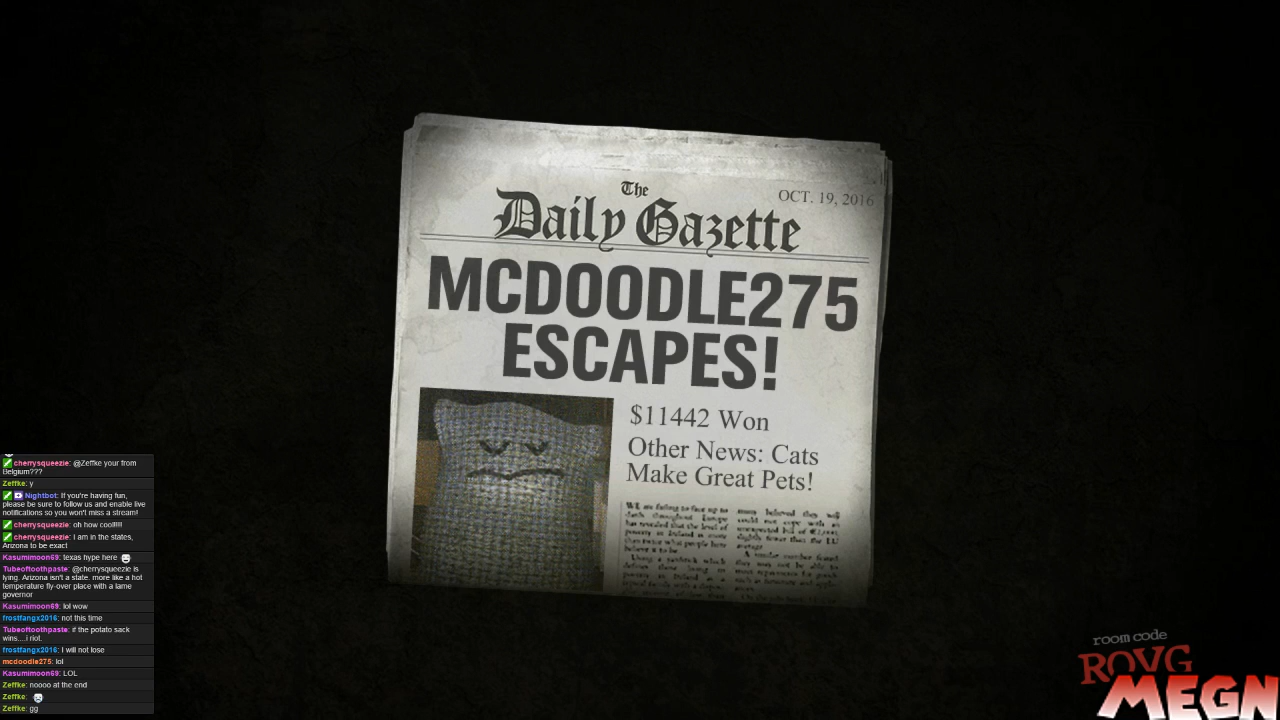 The
Daily Gazette
OCT. 19, 2016
MCDOODLE275
ESCAPES!
$11442 Won
Other News: Cats
Make Great Pets!
cherrysqueezie: @Zeffke your from
Belgium???
Zeffke: y
Nightbot: If you're having fun,
please be sure to follow us and enable live
notifications so you won't miss a stream!
cherrysqueezie: oh how cool!!!!!
cherrysqueezie: I am in the states,
Arizona to be exact
Kasumimoon69: texas hype here
Tubeoftoothpaste: @cherrysqueezie is
lying. Arizona isn't a state. more like a hot
temperature fly-over place with a lame
governor
Kasumimoon69: lol wow
frostfangx2016: not this time
Tubeoftoothpaste: if the potato sack
wins....i riot.
frostfangx2016: I will not lose
mcdoodle275: lol
Kasumimoon69: LOL
Zeffke: noooo at the end
Zeffke:
Zeffke: gg
room code
ROVG
MEGN